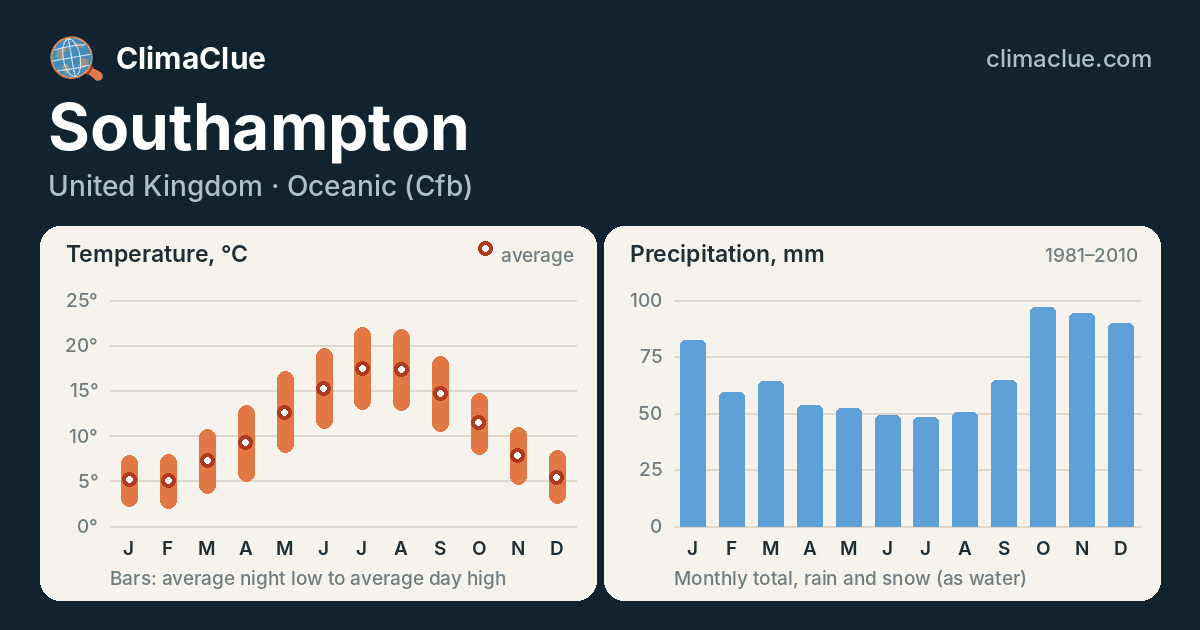 ClimaClue
climaclue.com
Southampton
United Kingdom · Oceanic (Cfb)
Temperature, °C
average
25°
20°
15°
10°
5°
0°
J F M A M J J A S O N D
Bars: average night low to average day high
Precipitation, mm
1981–2010
100
75
50
25
0
J F M A M J J A S O N D
Monthly total, rain and snow (as water)